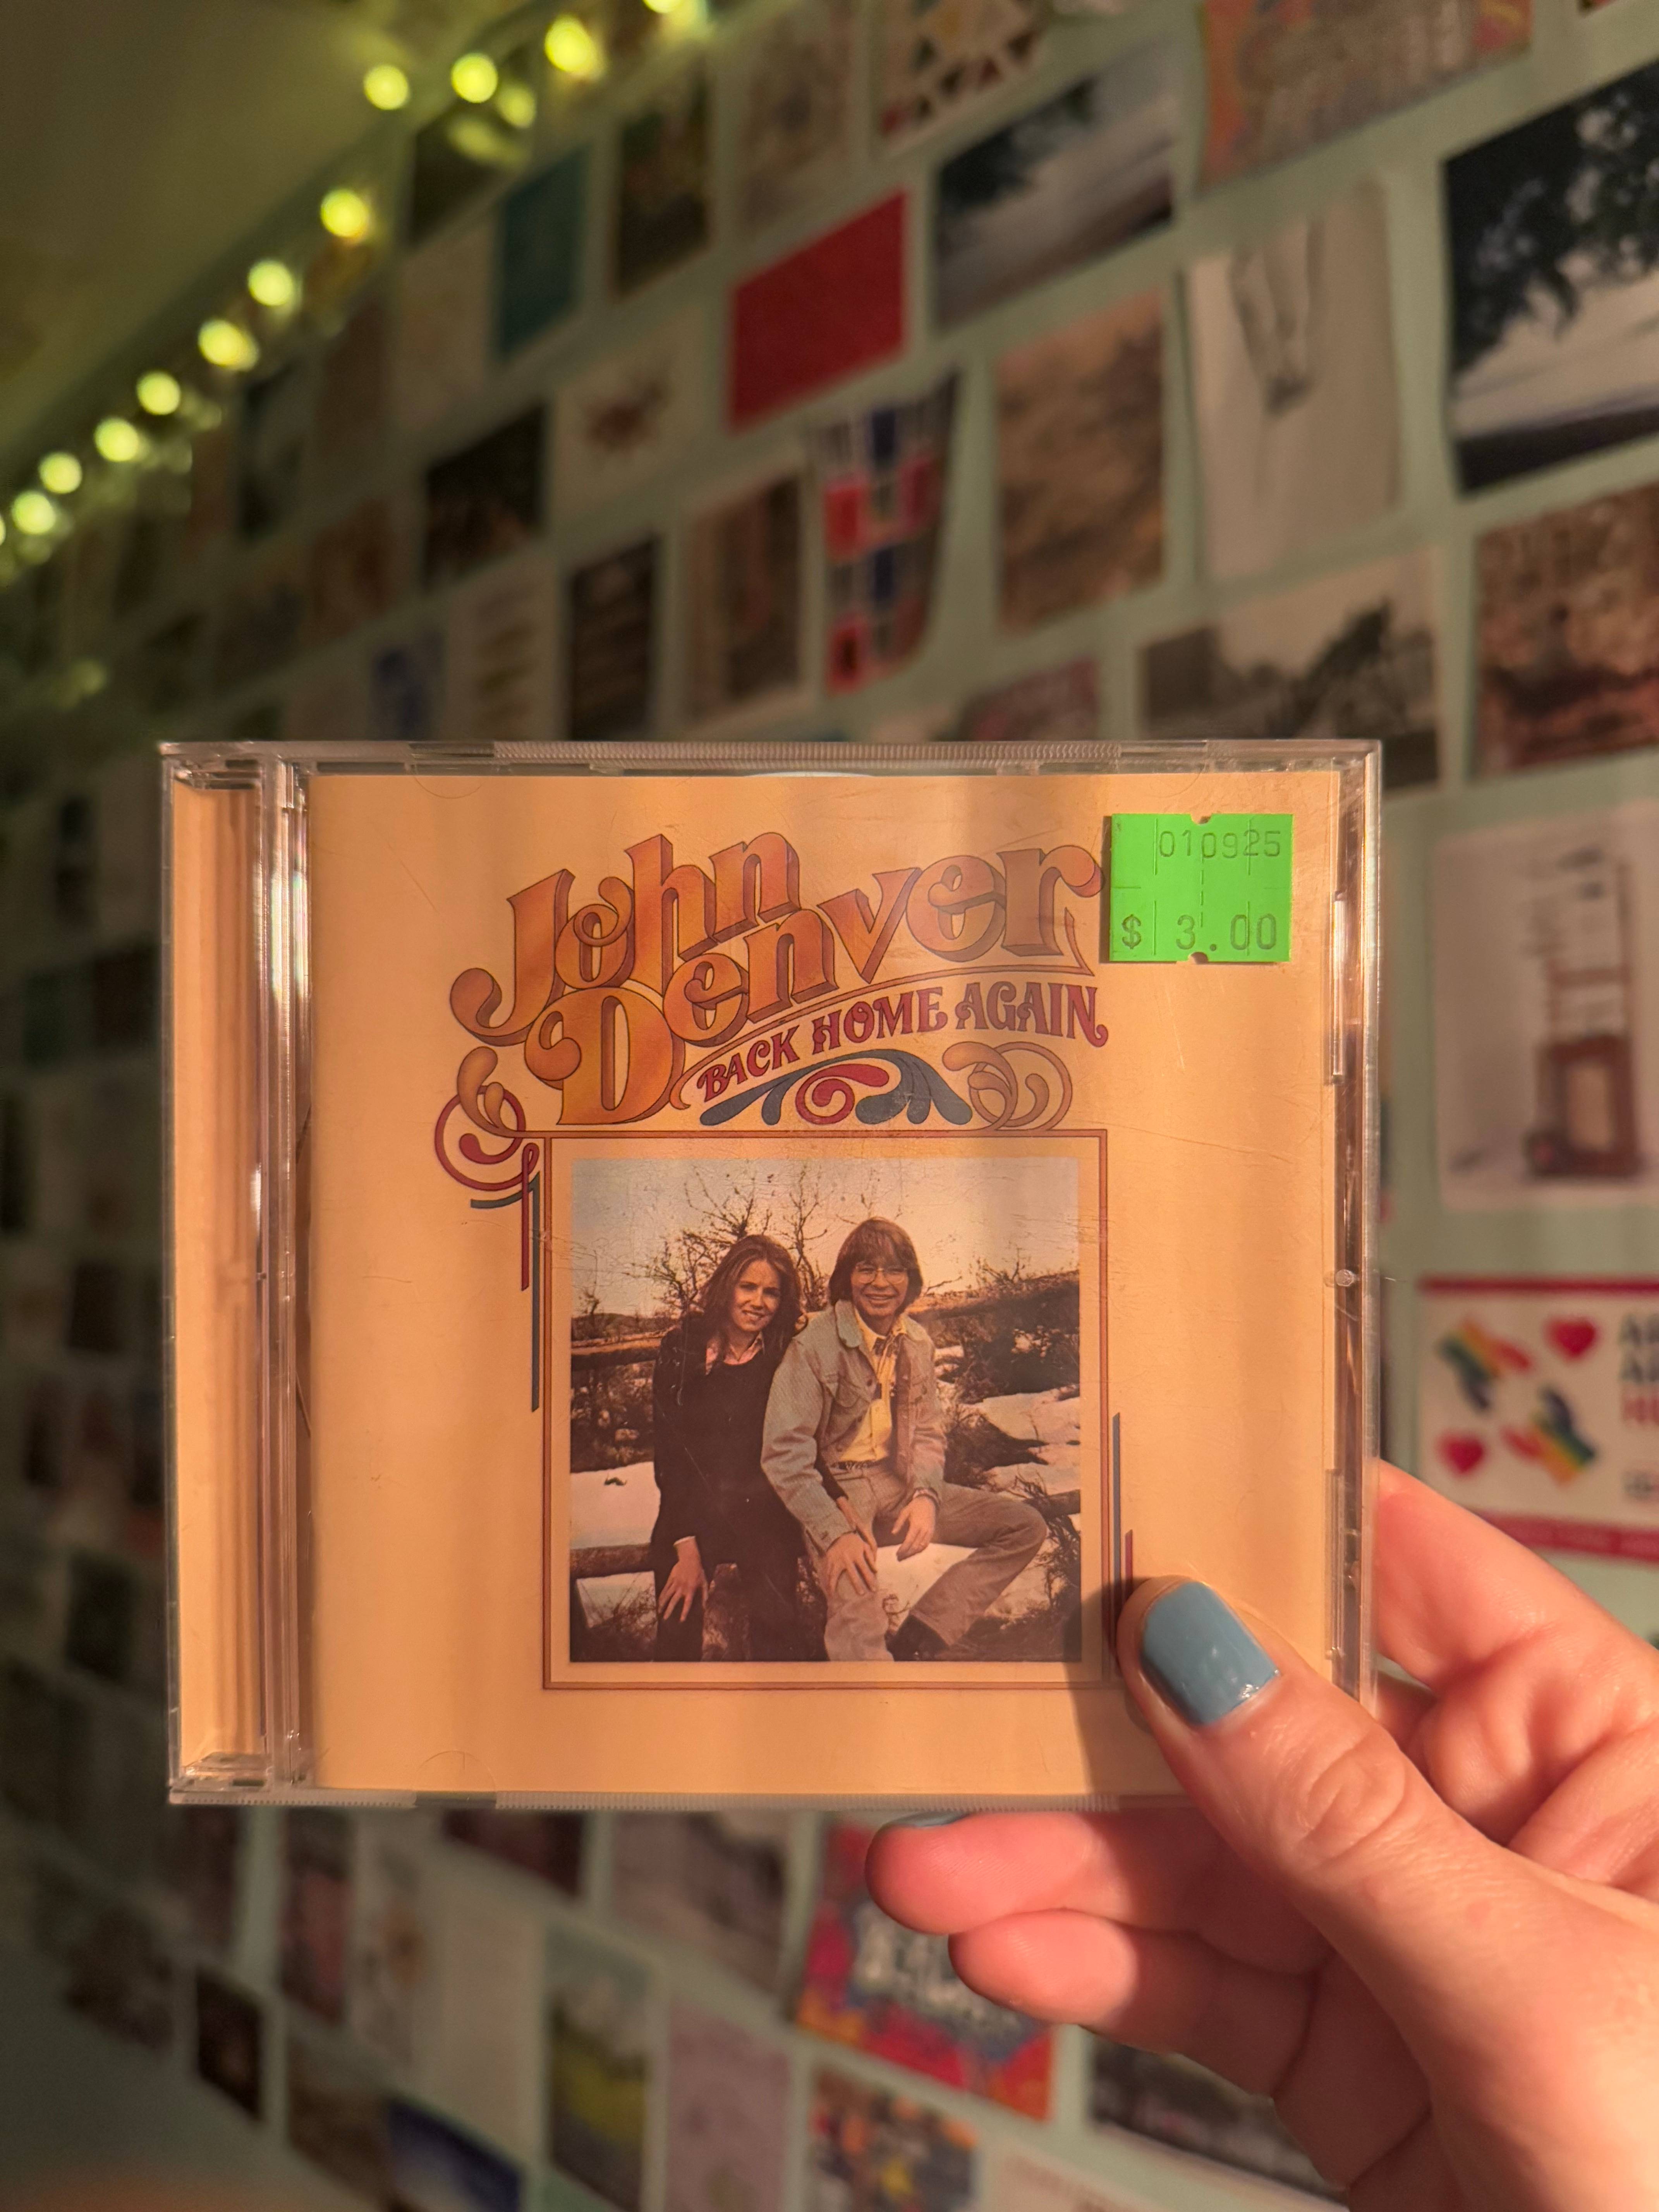 John
Denver
BACK HOME AGAIN
010925
$ 3.00